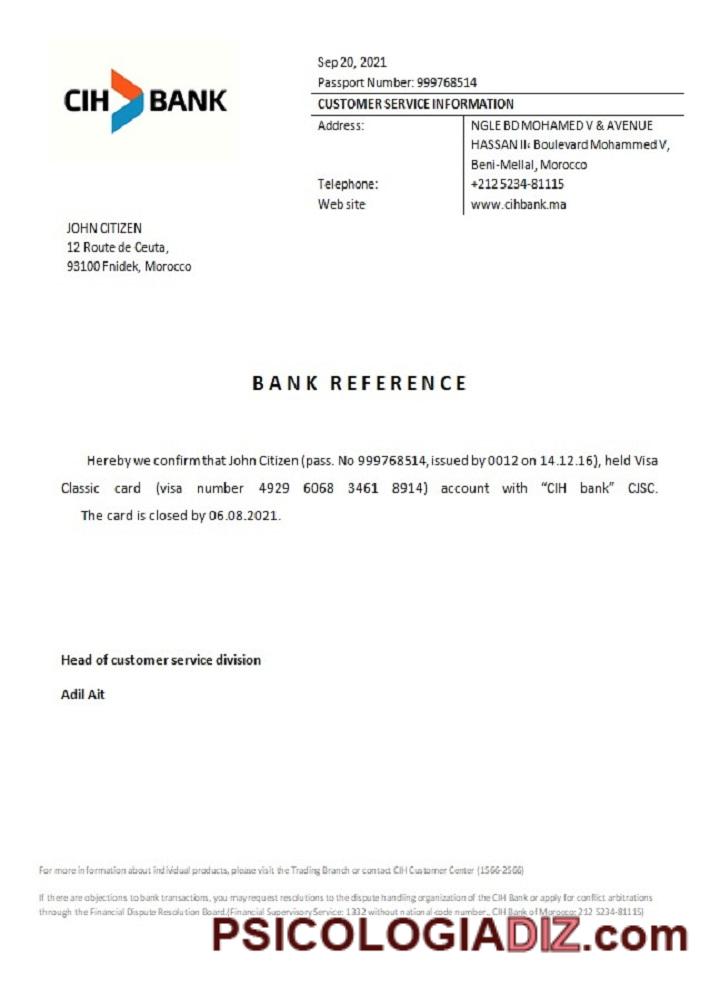 CIH BANK
Sep 20, 2021
Passport Number: 999768514
CUSTOMER SERVICE INFORMATION
Address: NGLE BD MOHAMED V & AVENUE
HASSAN II: Boulevard Mohammed V,
Beni-Mellal, Morocco
Telephone: +212 5234-81115
Web site www.cihbank.ma
JOHN CITIZEN
12 Route de Ceuta,
93100 Fnidek, Morocco
BANK REFERENCE
Hereby we confirm that John Citizen (pass. No 999768514, issued by 0012 on 14.12.16), held Visa
Classic card (visa number 4929 6068 3461 8914) account with “CIH bank” CJSC.
The card is closed by 06.08.2021.
Head of customer service division
Adil Ait
For more information about individual products, please visit the Trading Branch or contact CIH Customer Center (1566-2566)
If there are objections to bank transactions, you may request resolutions to the dispute handling organization of the CIH Bank or apply for conflict arbitrations
through the Financial Dispute Resolution Board.(Financial Supervisory Service: 1332 without national code number., CIH Bank of Morocco: 212 5234-81115)
PSICOLOGIADIZ.com